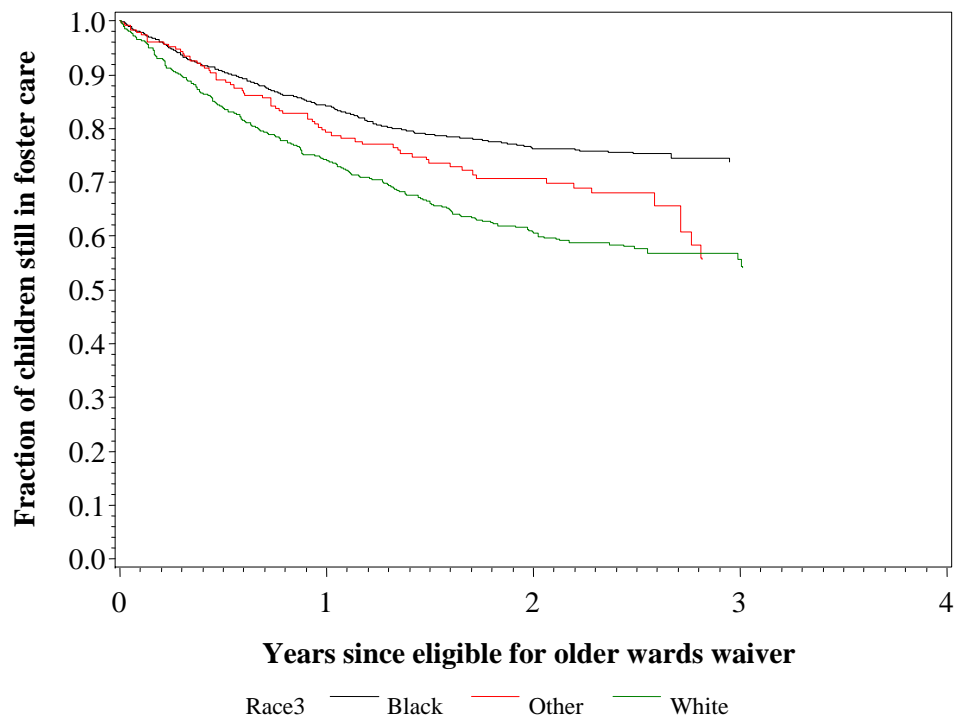 Fraction of children still in foster care
1.0
0.9
0.8
0.7
0.6
0.5
0.4
0.3
0.2
0.1
0.0
0 1 2 3 4
Years since eligible for older wards waiver
Race3 Black Other White